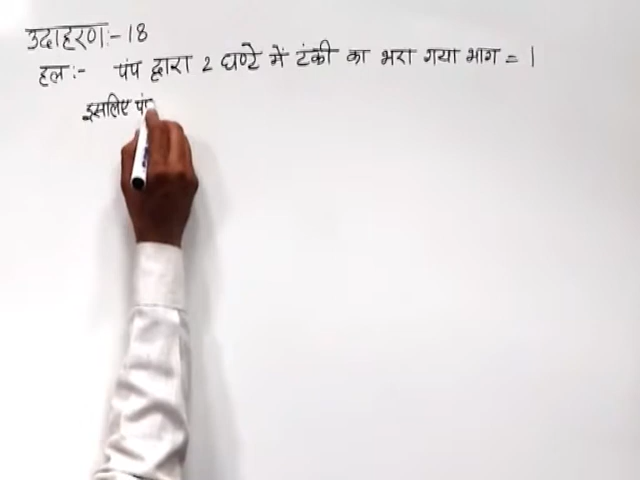 उदाहरण:-18
हल:- पंप द्वारा 2 घण्टे में टंकी का भरा गया भाग = 1
इसलिए पंप